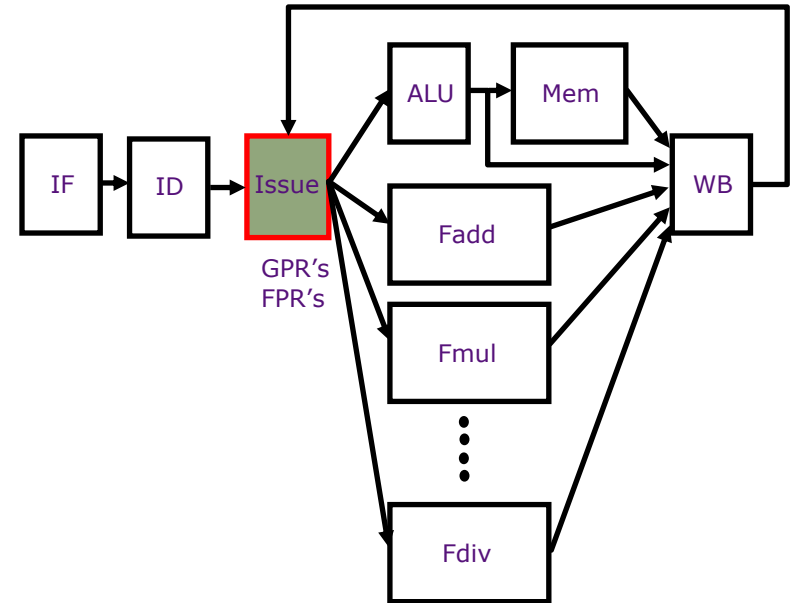 IF
ID
Issue
GPR's
FPR's
ALU
Mem
Fadd
Fmul
Fdiv
WB